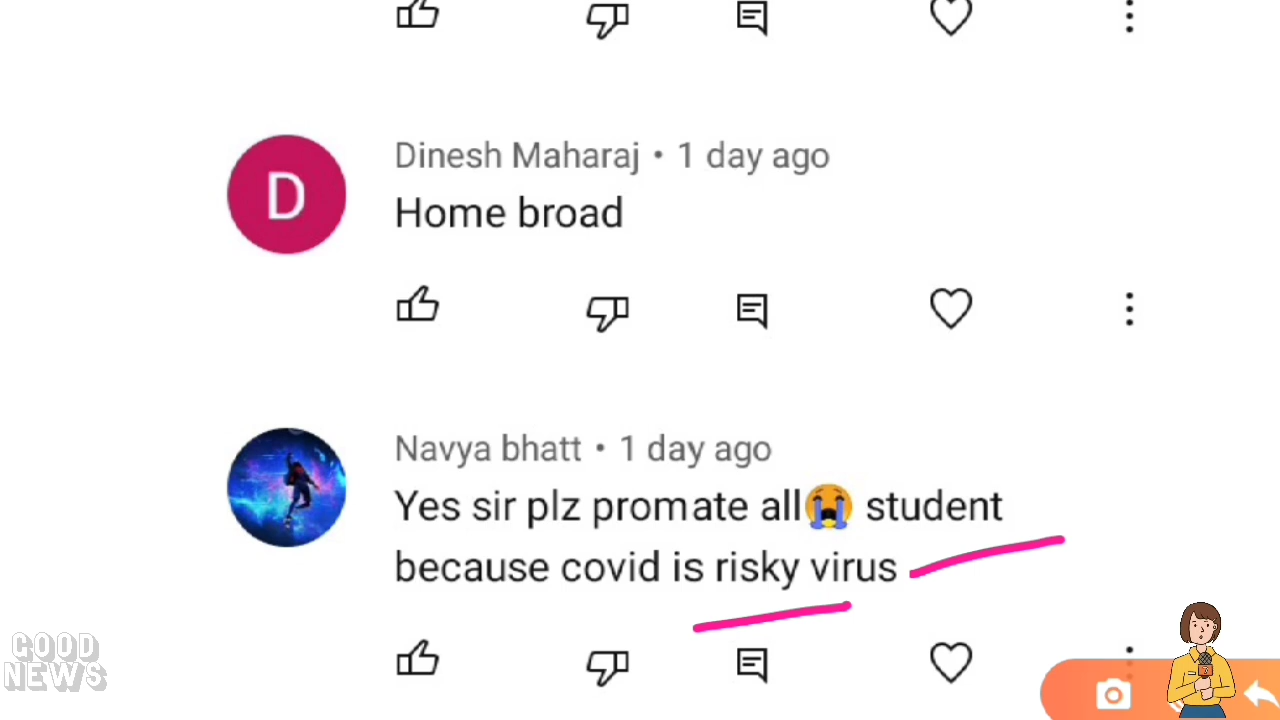 Dinesh Maharaj • 1 day ago
D
Home broad
Navya bhatt • 1 day ago
Yes sir plz promate all😭 student
because covid is risky virus
GOOD
NEWS